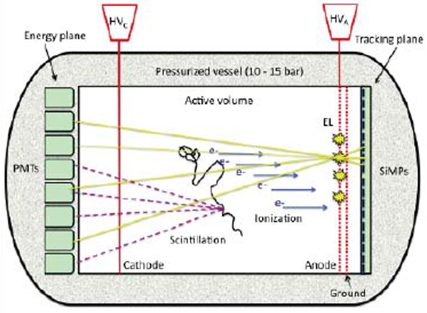 HVC
HVA
Energy plane
Tracking plane
Pressurized vessel (10 - 15 bar)
Active volume
EL
PMTs
e-
e-
e-
e-
e-
SiMPs
Ionization
Scintillation
Cathode
Anode
Ground